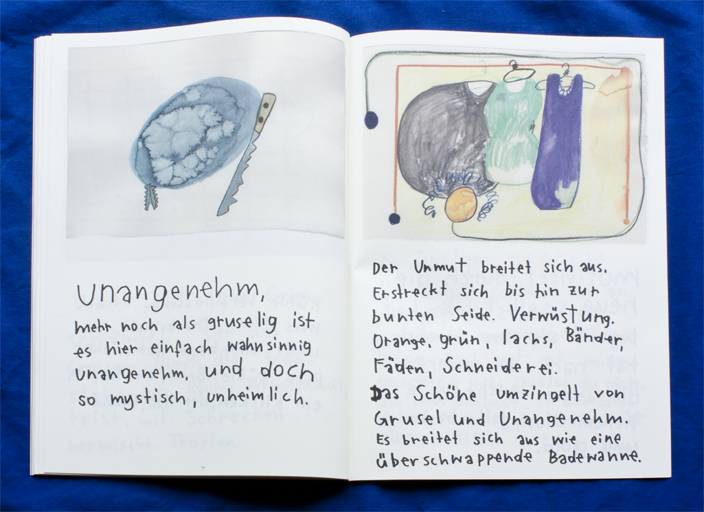 Unangenehm,
mehr noch als gruselig ist
es hier einfach wahnsinnig
unangenehm. und doch
so mystisch, unheimlich.
Der Unmut breitet sich aus.
Erstreckt sich bis hin zur
bunten Seide. Verwüstung.
Orange, grün, lachs, Bänder,
Fäden, Schneiderei.
Das Schöne umzingelt von
Grusel und Unangenehm.
Es breitet sich aus wie eine
überschwappende Badewanne.